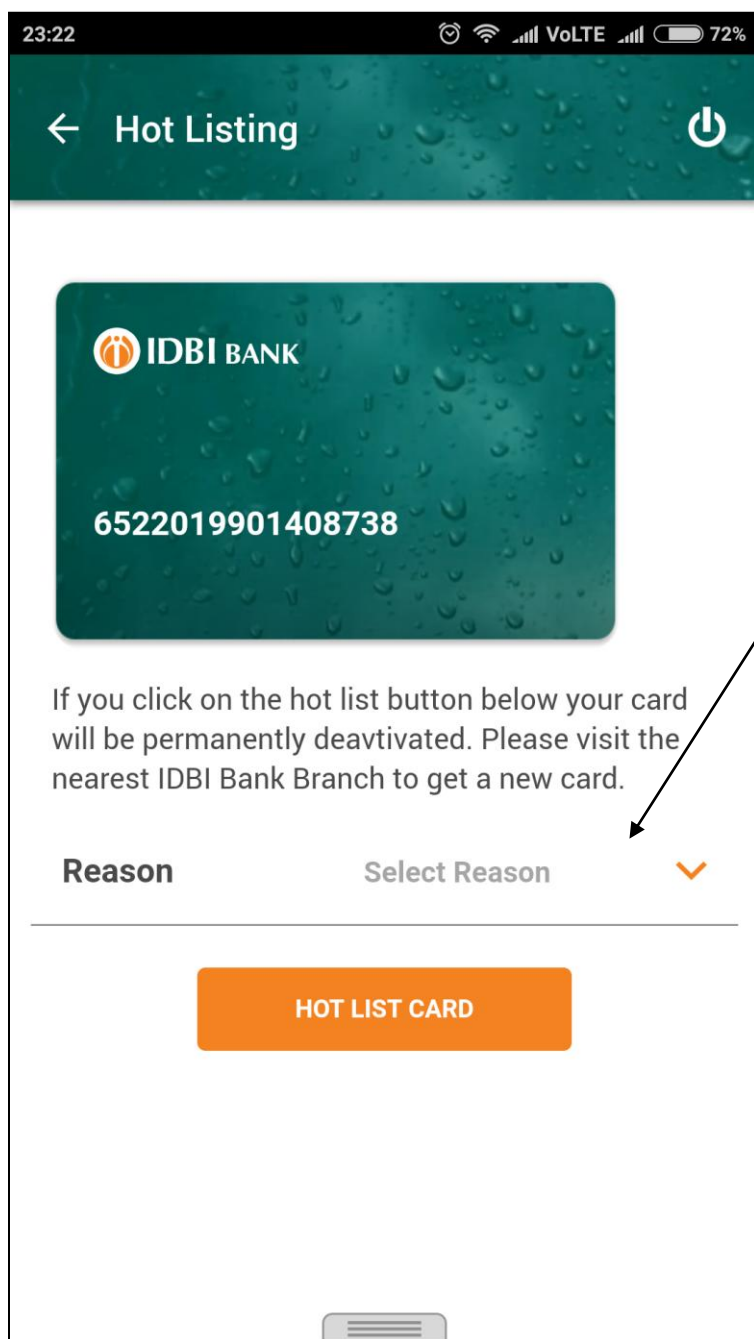 23:22 VoLTE 72%
Hot Listing
IDBI BANK
6522019901408738
If you click on the hot list button below your card
will be permanently deavtivated. Please visit the
nearest IDBI Bank Branch to get a new card.
Reason Select Reason
HOT LIST CARD